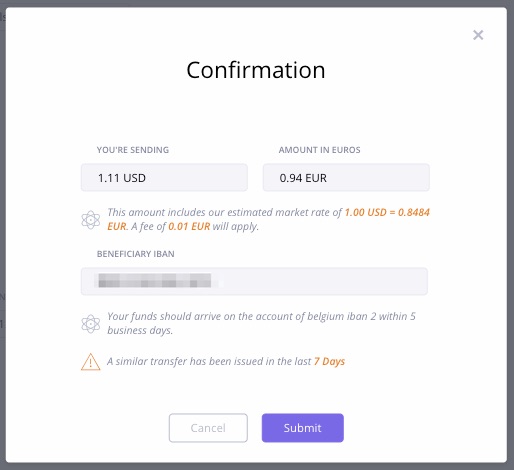 Confirmation
YOU'RE SENDING
AMOUNT IN EUROS
1.11 USD
0.94 EUR
This amount includes our estimated market rate of 1.00 USD = 0.8484
EUR. A fee of 0.01 EUR will apply.
BENEFICIARY IBAN
Your funds should arrive on the account of belgium iban 2 within 5
business days.
A similar transfer has been issued in the last 7 Days
Cancel
Submit